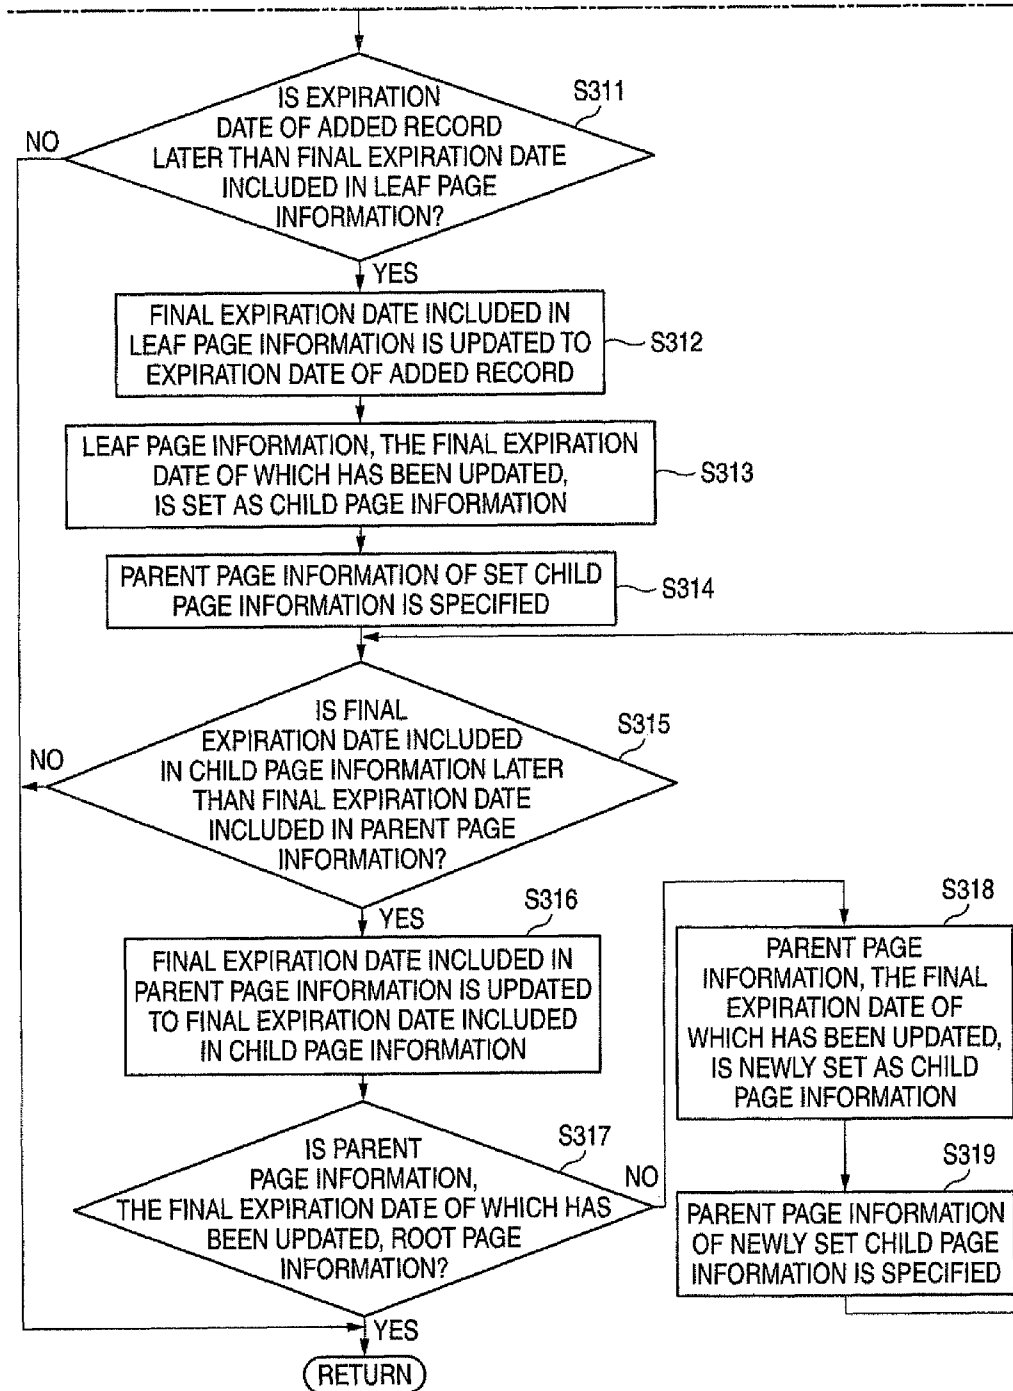 IS EXPIRATION
DATE OF ADDED RECORD
LATER THAN FINAL EXPIRATION DATE
INCLUDED IN LEAF PAGE
INFORMATION?
S311
NO
YES
FINAL EXPIRATION DATE INCLUDED IN
LEAF PAGE INFORMATION IS UPDATED TO
EXPIRATION DATE OF ADDED RECORD
S312
LEAF PAGE INFORMATION, THE FINAL EXPIRATION
DATE OF WHICH HAS BEEN UPDATED,
IS SET AS CHILD PAGE INFORMATION
S313
PARENT PAGE INFORMATION OF SET CHILD
PAGE INFORMATION IS SPECIFIED
S314
IS FINAL
EXPIRATION DATE INCLUDED
IN CHILD PAGE INFORMATION LATER
THAN FINAL EXPIRATION DATE
INCLUDED IN PARENT PAGE
INFORMATION?
S315
NO
YES
S316
FINAL EXPIRATION DATE INCLUDED IN
PARENT PAGE INFORMATION IS UPDATED
TO FINAL EXPIRATION DATE INCLUDED
IN CHILD PAGE INFORMATION
IS PARENT
PAGE INFORMATION,
THE FINAL EXPIRATION DATE OF WHICH HAS
BEEN UPDATED, ROOT PAGE
INFORMATION?
S317
NO
S318
PARENT PAGE
INFORMATION, THE FINAL
EXPIRATION DATE OF
WHICH HAS BEEN UPDATED,
IS NEWLY SET AS CHILD
PAGE INFORMATION
S319
PARENT PAGE INFORMATION
OF NEWLY SET CHILD PAGE
INFORMATION IS SPECIFIED
YES
RETURN